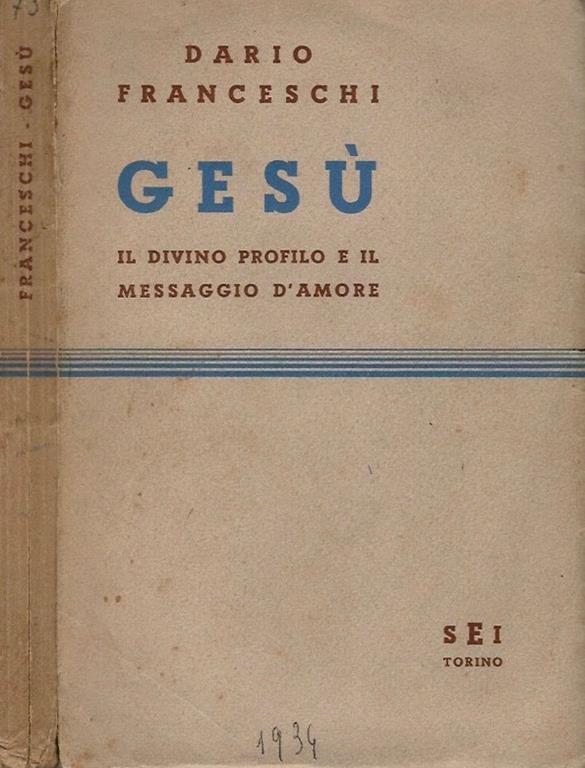 DARIO
FRANCESCHI
GESÙ
IL DIVINO PROFILO E IL
MESSAGGIO D'AMORE
SEI
TORINO
1934
FRANCESCHI - GESÙ